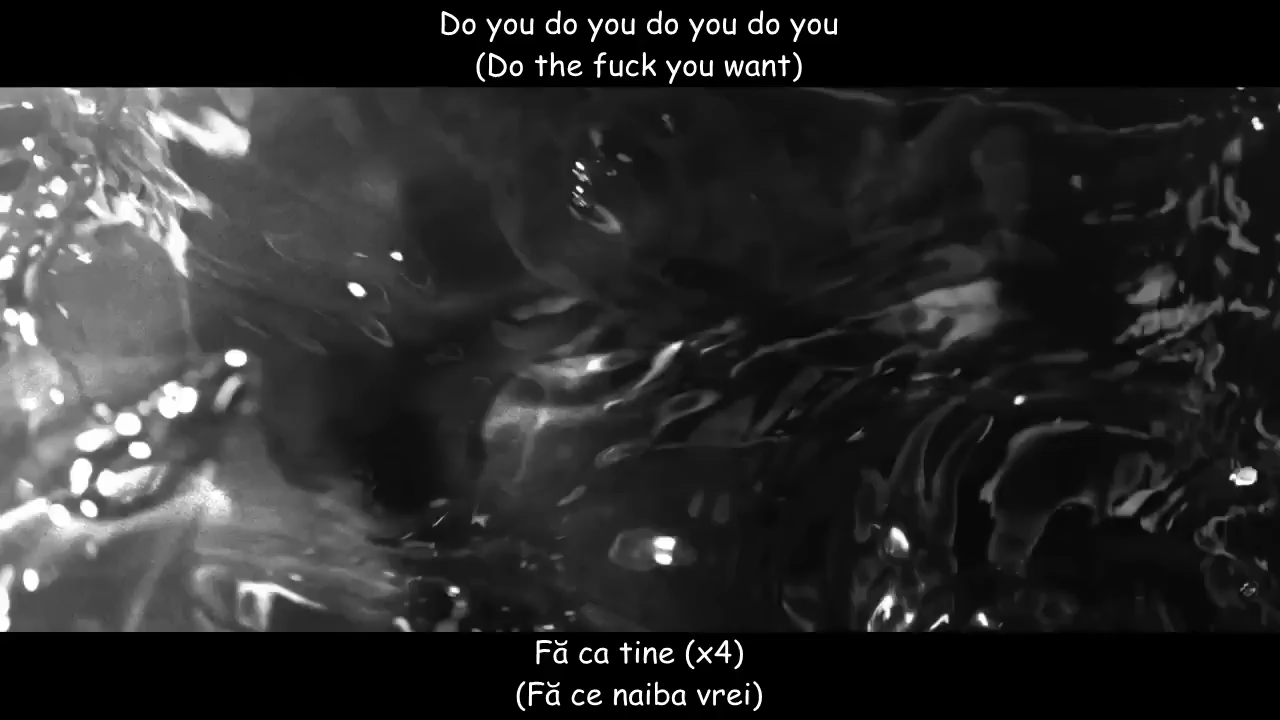 Do you do you do you do you
(Do the fuck you want)
Fă ca tine (x4)
(Fă ce naiba vrei)